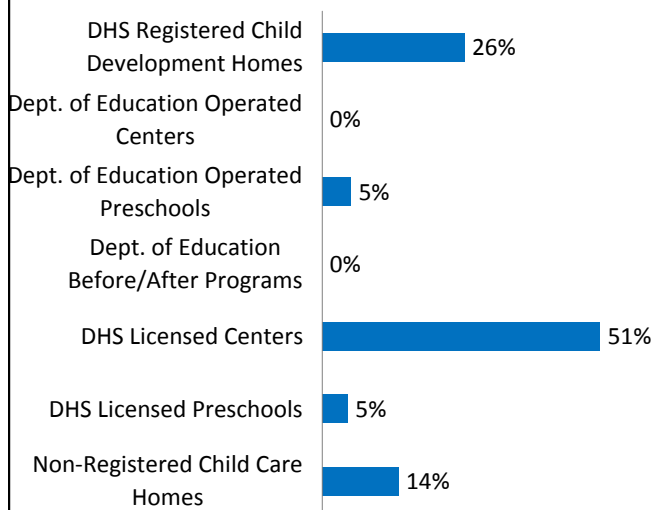 DHS Registered Child
Development Homes
26%
Dept. of Education Operated
Centers
0%
Dept. of Education Operated
Preschools
5%
Dept. of Education
Before/After Programs
0%
DHS Licensed Centers
51%
DHS Licensed Preschools
5%
Non-Registered Child Care
Homes
14%